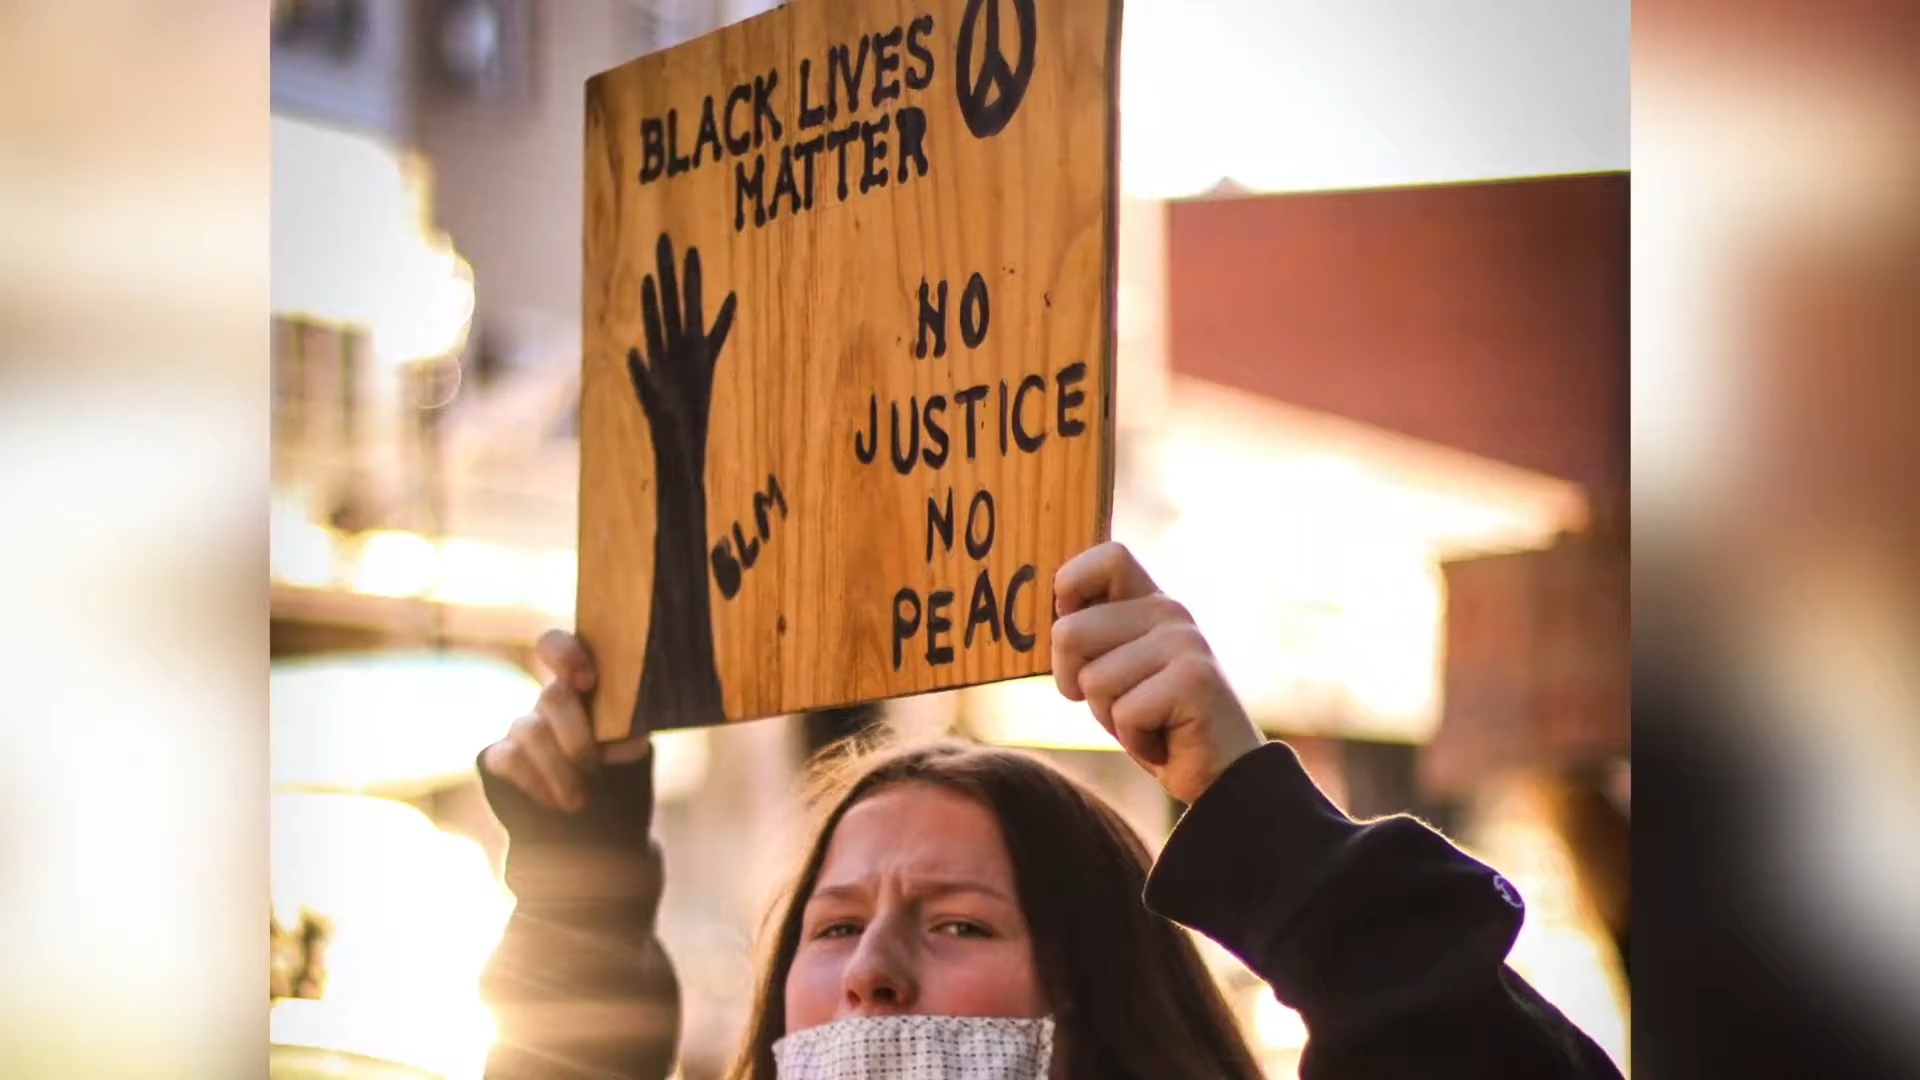 BLACK LIVES
MATTER
BLM
NO
JUSTICE
NO
PEAC